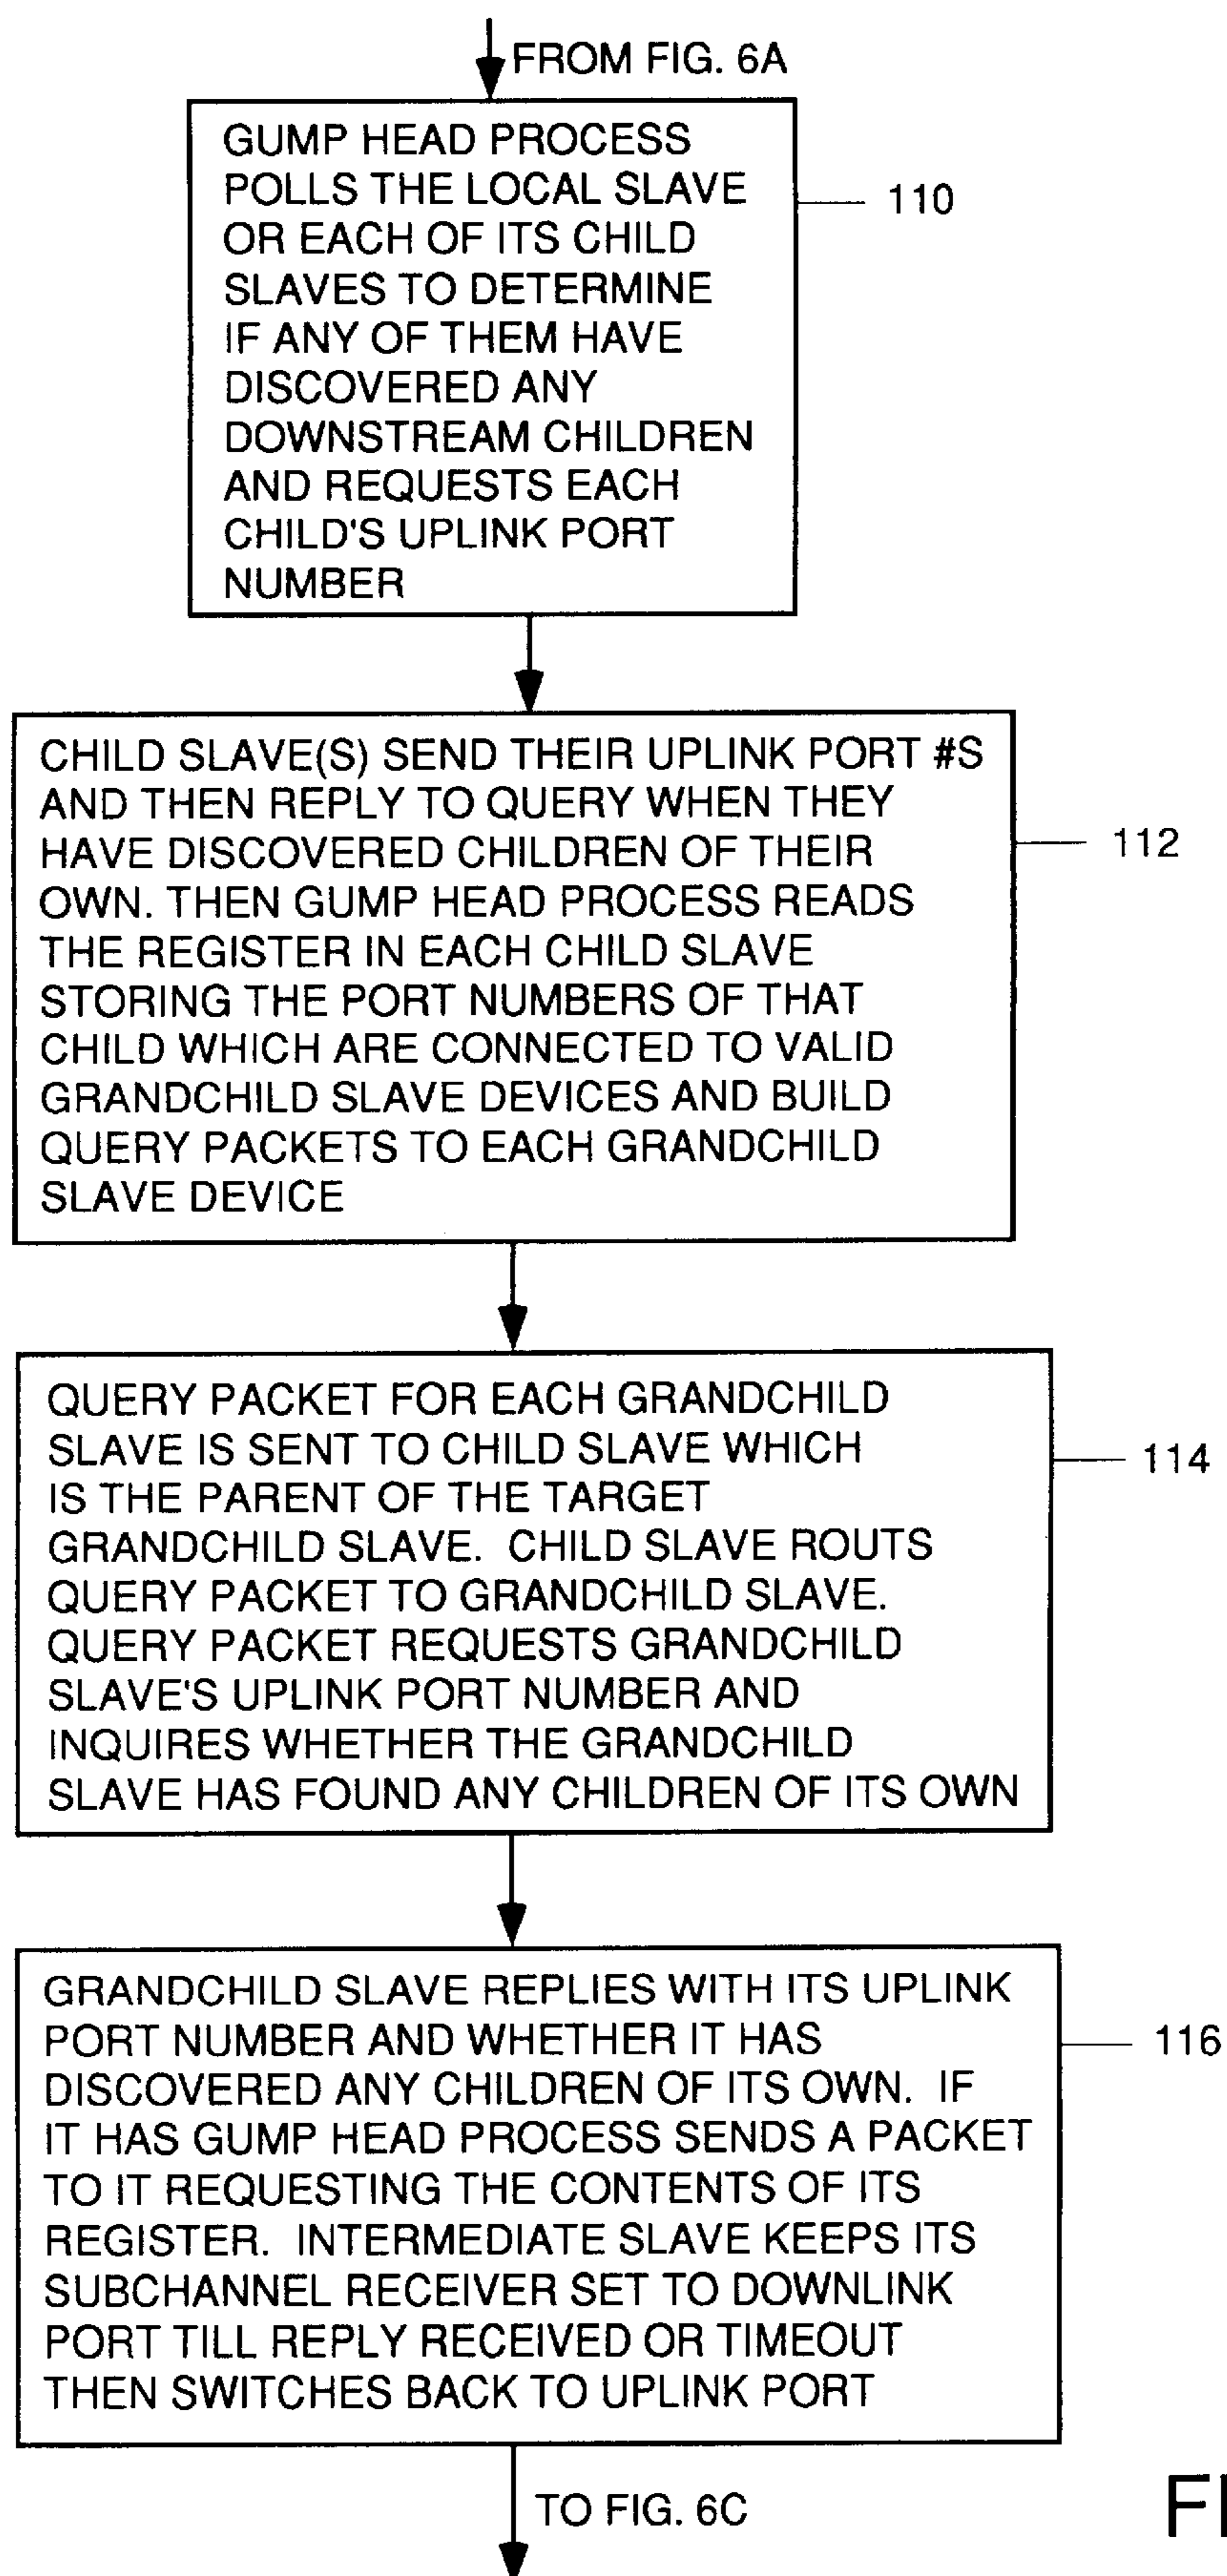 FROM FIG. 6A
GUMP HEAD PROCESS
POLLS THE LOCAL SLAVE
OR EACH OF ITS CHILD
SLAVES TO DETERMINE
IF ANY OF THEM HAVE
DISCOVERED ANY
DOWNSTREAM CHILDREN
AND REQUESTS EACH
CHILD'S UPLINK PORT
NUMBER
110
CHILD SLAVE(S) SEND THEIR UPLINK PORT #S
AND THEN REPLY TO QUERY WHEN THEY
HAVE DISCOVERED CHILDREN OF THEIR
OWN. THEN GUMP HEAD PROCESS READS
THE REGISTER IN EACH CHILD SLAVE
STORING THE PORT NUMBERS OF THAT
CHILD WHICH ARE CONNECTED TO VALID
GRANDCHILD SLAVE DEVICES AND BUILD
QUERY PACKETS TO EACH GRANDCHILD
SLAVE DEVICE
112
QUERY PACKET FOR EACH GRANDCHILD
SLAVE IS SENT TO CHILD SLAVE WHICH
IS THE PARENT OF THE TARGET
GRANDCHILD SLAVE. CHILD SLAVE ROUTS
QUERY PACKET TO GRANDCHILD SLAVE.
QUERY PACKET REQUESTS GRANDCHILD
SLAVE'S UPLINK PORT NUMBER AND
INQUIRES WHETHER THE GRANDCHILD
SLAVE HAS FOUND ANY CHILDREN OF ITS OWN
114
GRANDCHILD SLAVE REPLIES WITH ITS UPLINK
PORT NUMBER AND WHETHER IT HAS
DISCOVERED ANY CHILDREN OF ITS OWN. IF
IT HAS GUMP HEAD PROCESS SENDS A PACKET
TO IT REQUESTING THE CONTENTS OF ITS
REGISTER. INTERMEDIATE SLAVE KEEPS ITS
SUBCHANNEL RECEIVER SET TO DOWNLINK
PORT TILL REPLY RECEIVED OR TIMEOUT
THEN SWITCHES BACK TO UPLINK PORT
116
TO FIG. 6C